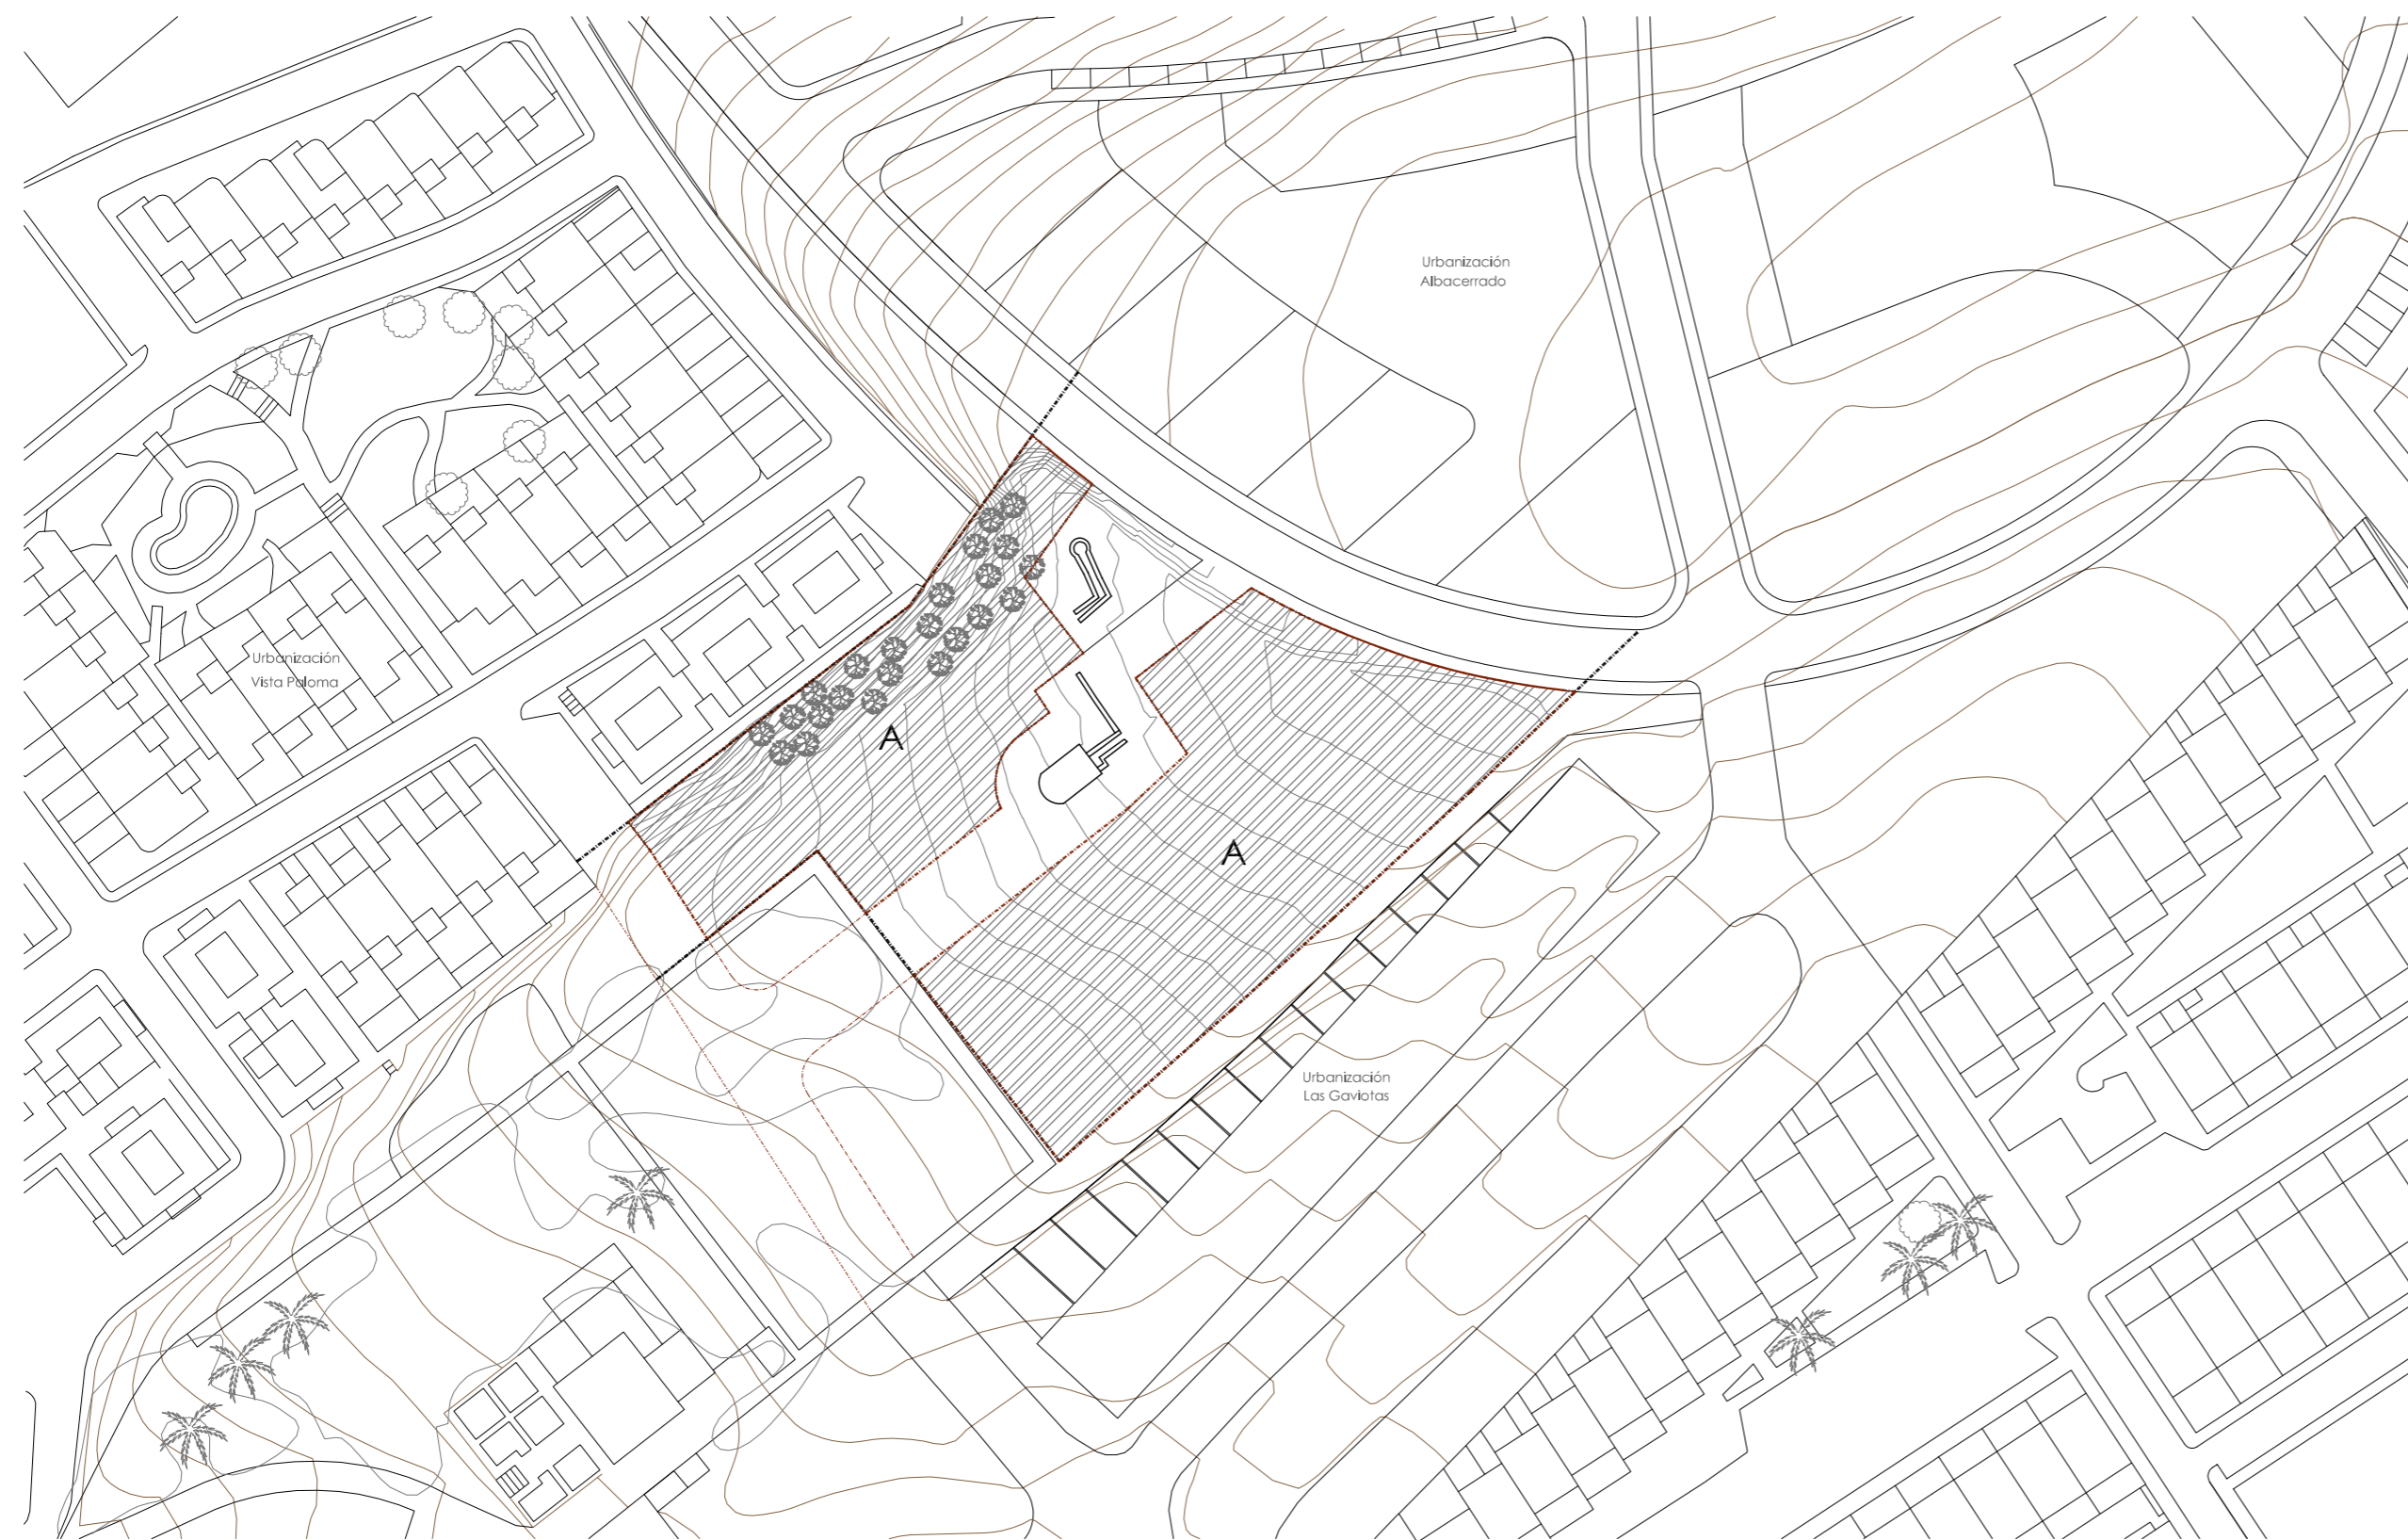 Urbanización
Albacerrado
Urbanización
Vista Paloma
A
A
Urbanización
Las Gaviotas